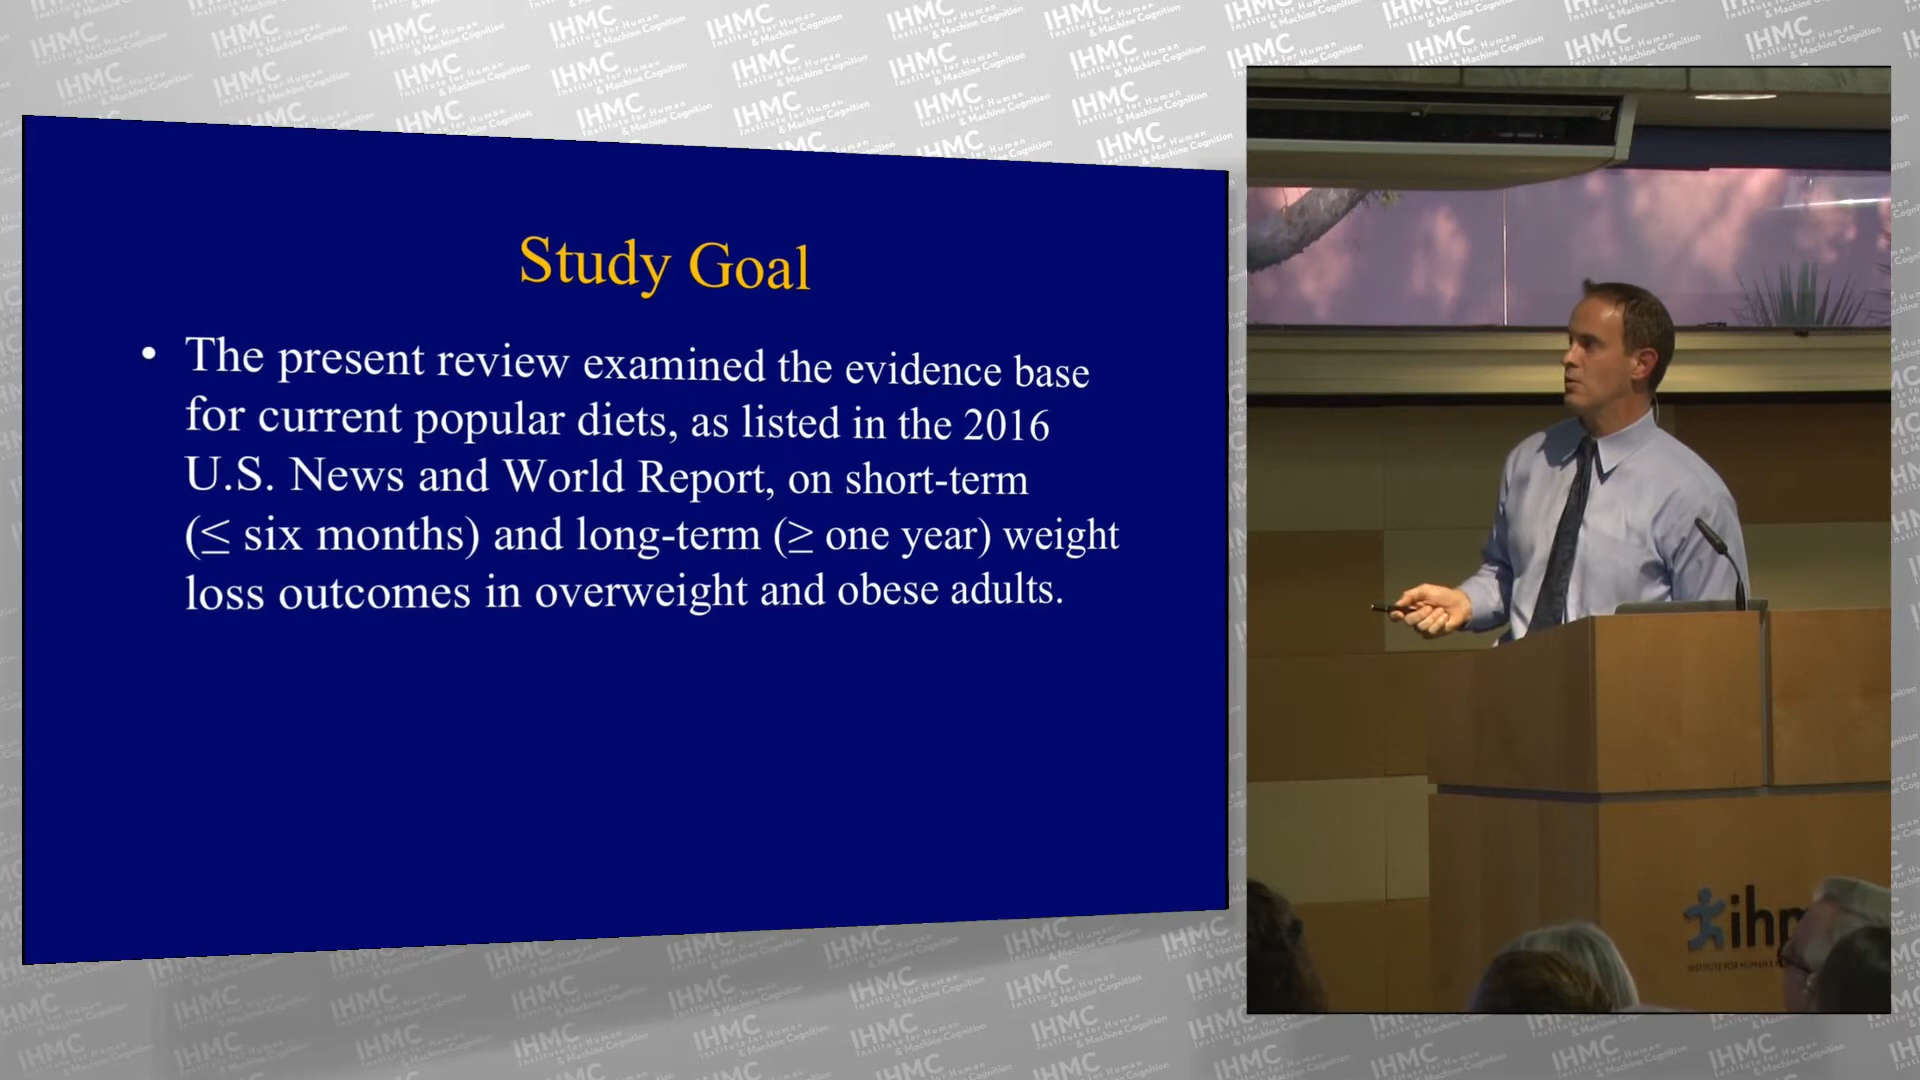 Study Goal
• The present review examined the evidence base
for current popular diets, as listed in the 2016
U.S. News and World Report, on short-term
(≤ six months) and long-term (≥ one year) weight
loss outcomes in overweight and obese adults.
IHMC
Institute for Human
& Machine Cognition